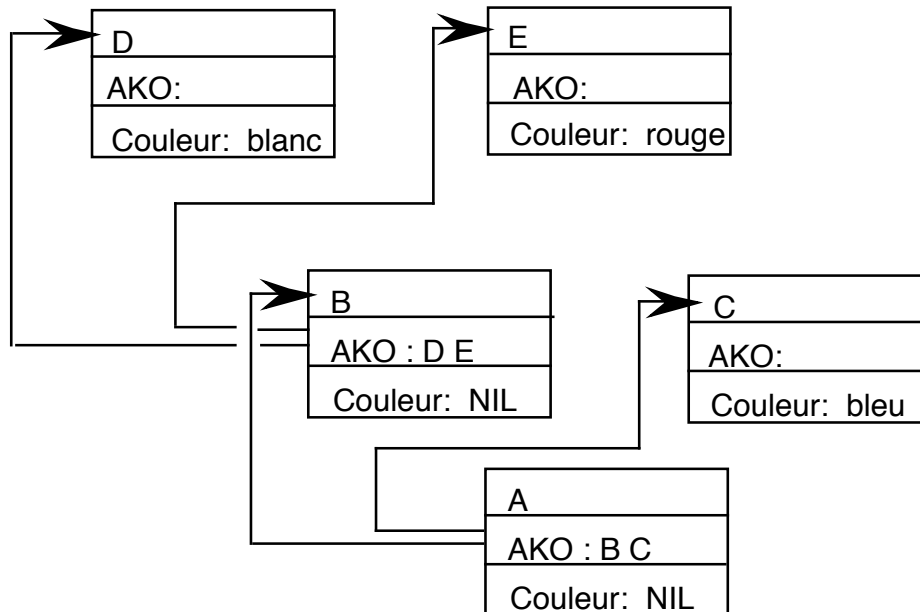 D
AKO:
Couleur: blanc
E
AKO:
Couleur: rouge
B
AKO : D E
Couleur: NIL
C
AKO:
Couleur: bleu
A
AKO : B C
Couleur: NIL